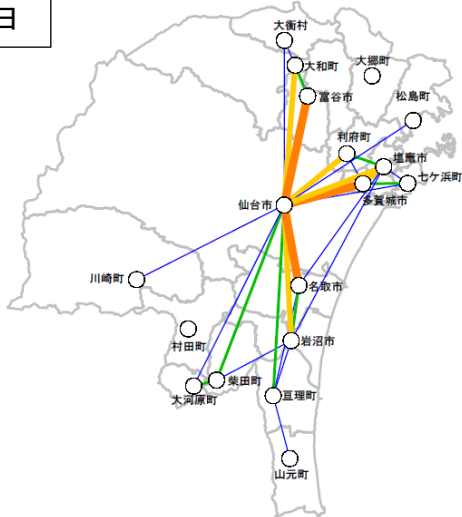 日
大衡村
大和町
大郷町
富谷市
松島町
利府町
塩竈市
七ケ浜町
多賀城市
仙台市
川崎町
名取市
岩沼市
村田町
柴田町
大河原町
亘理町
山元町